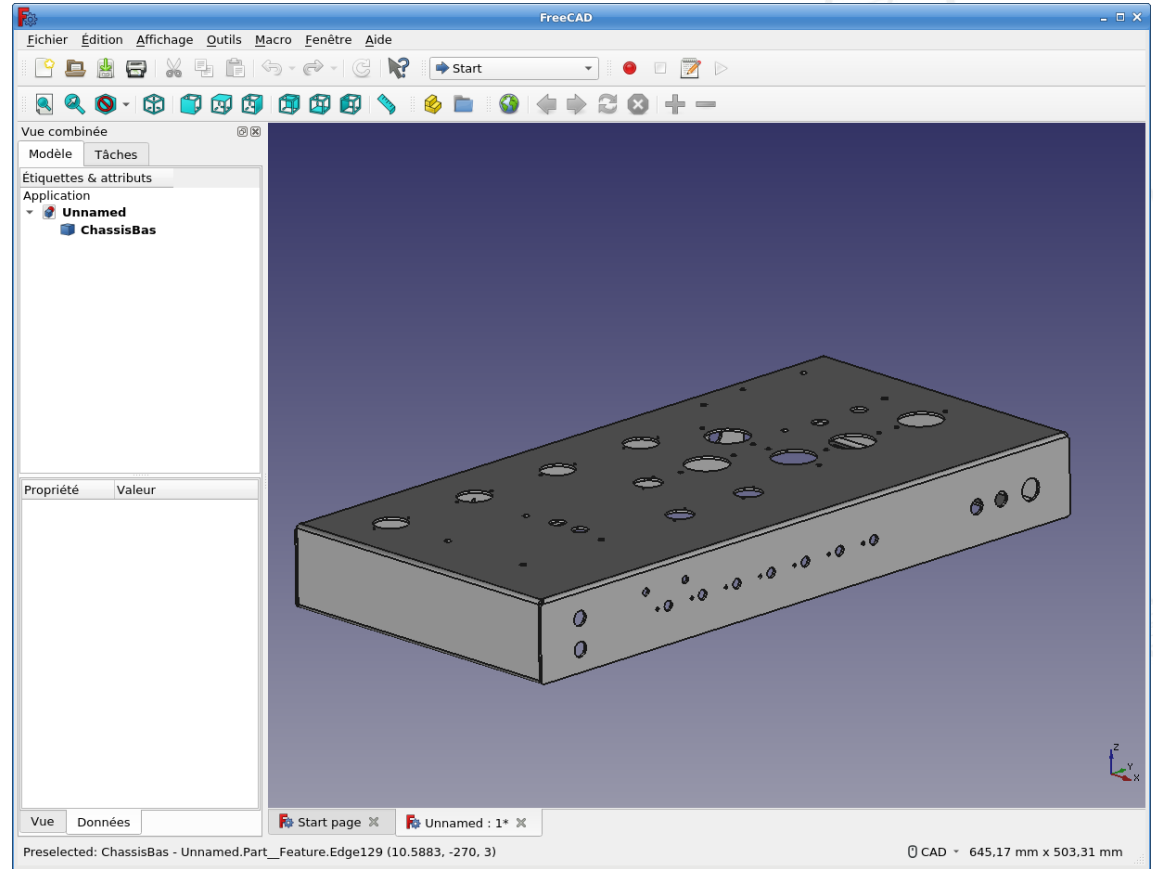 FreeCAD
Fichier Édition Affichage Outils Macro Fenêtre Aide
Start
Vue combinée
Modèle Tâches
Étiquettes & attributs
Application
Unnamed
ChassisBas
Propriété Valeur
Z
Y
X
Vue Données
Start page Unnamed : 1*
Preselected: ChassisBas - Unnamed.Part__Feature.Edge129 (10.5883, -270, 3) CAD 645,17 mm x 503,31 mm